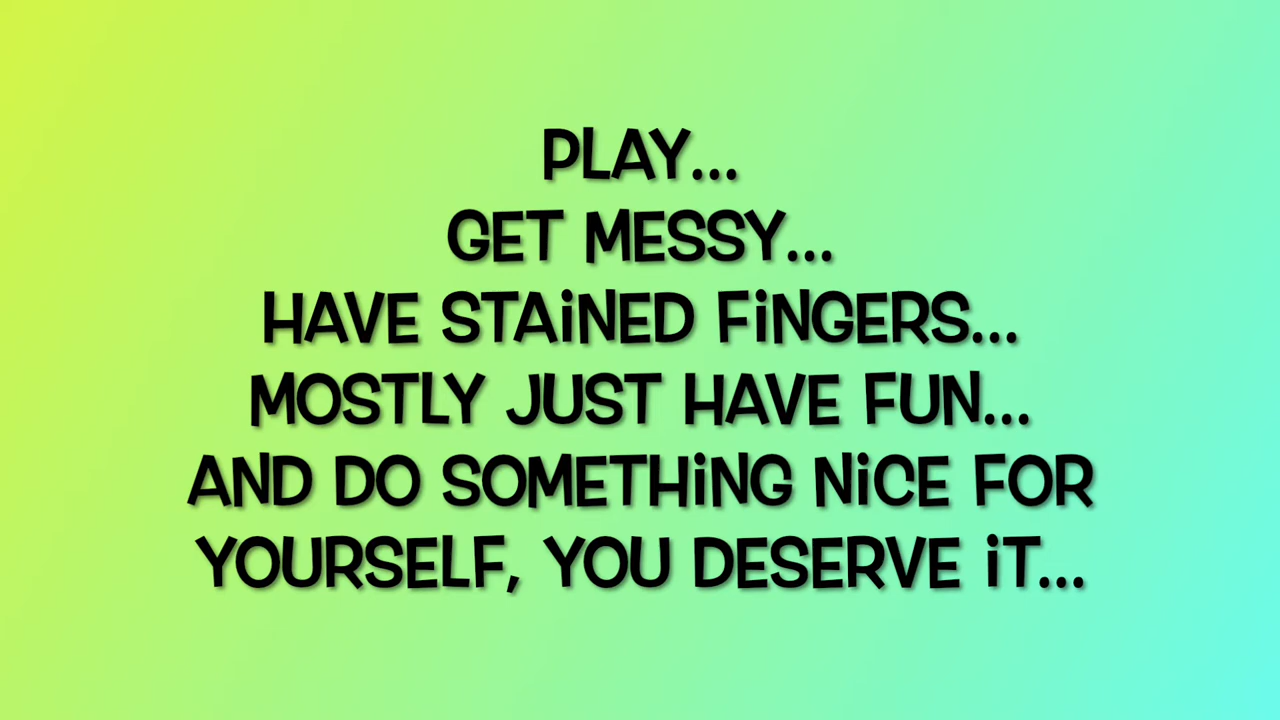 PLAY...
GET MESSY...
HAVE STAiNED FiNGERS...
MOSTLY JUST HAVE FUN...
AND DO SOMETHiNG NiCE FOR
YOURSELF, YOU DESERVE iT...